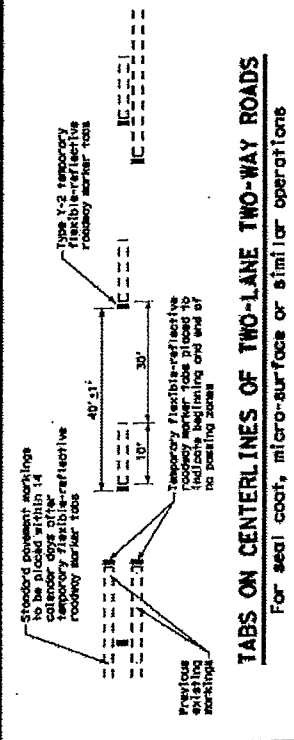 Standard pavement markings
to be placed within 14
calendar days after
temporary flexible-reflective
roadway marker tabs
Type Y-2 temporary
flexible-reflective
roadway marker tabs
40' ±1'
10'
30'
Previous
existing
markings
Temporary flexible-reflective
roadway marker tabs placed to
indicate beginning and end of
no passing zones
TABS ON CENTERLINES OF TWO-LANE TWO-WAY ROADS
For seal coat, micro-surface or similar operations